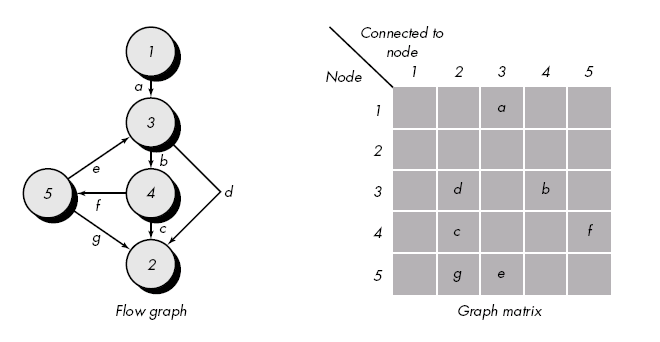 1
a
3
e
b
d
5
f
4
g
c
2
Flow graph
Connected to
node
Node
1 2 3 4 5
1 a
2
3 d b
4 c f
5 g e
Graph matrix